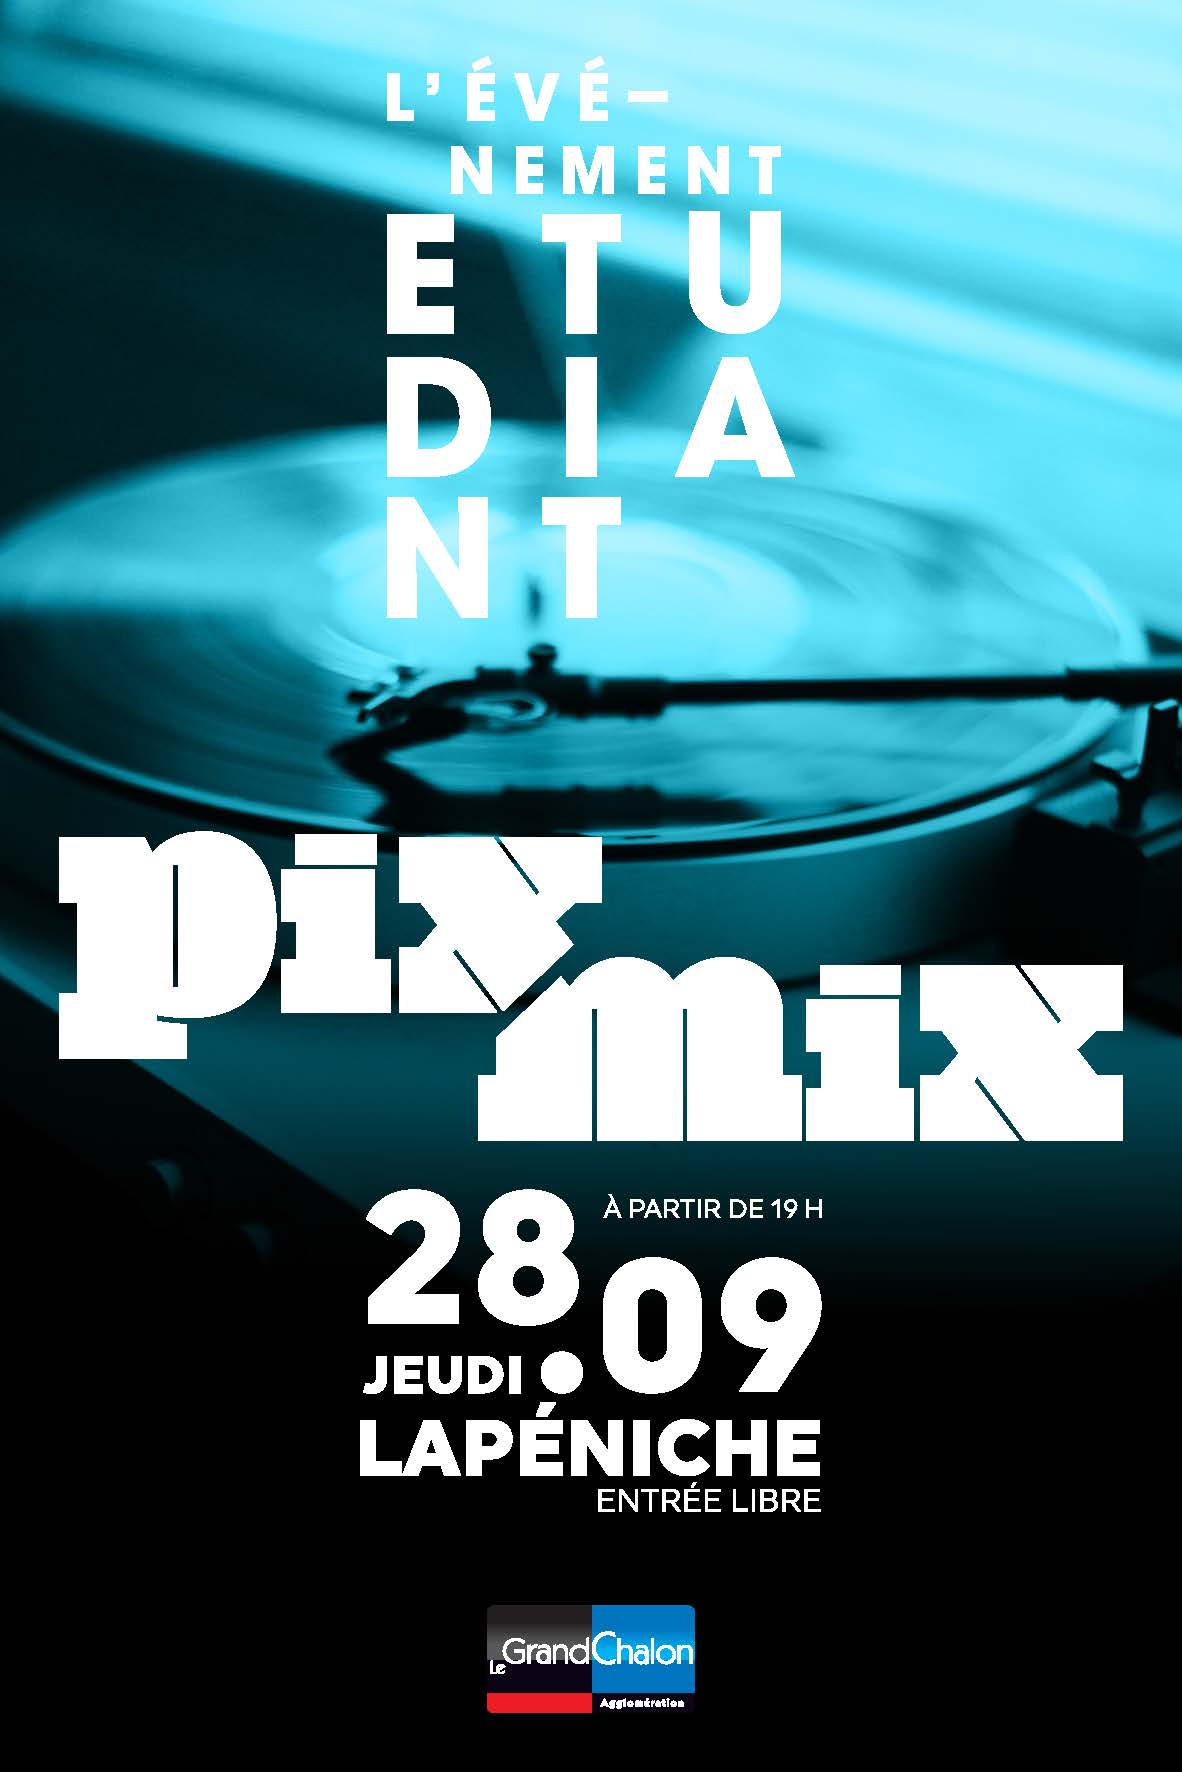 L'ÉVÉ–
NEMENT
ETU
DIA
NT
pix
mix
28
À PARTIR DE 19 H
.09
JEUDI
LAPÉNICHE
ENTRÉE LIBRE
Le GrandChalon
Agglomération